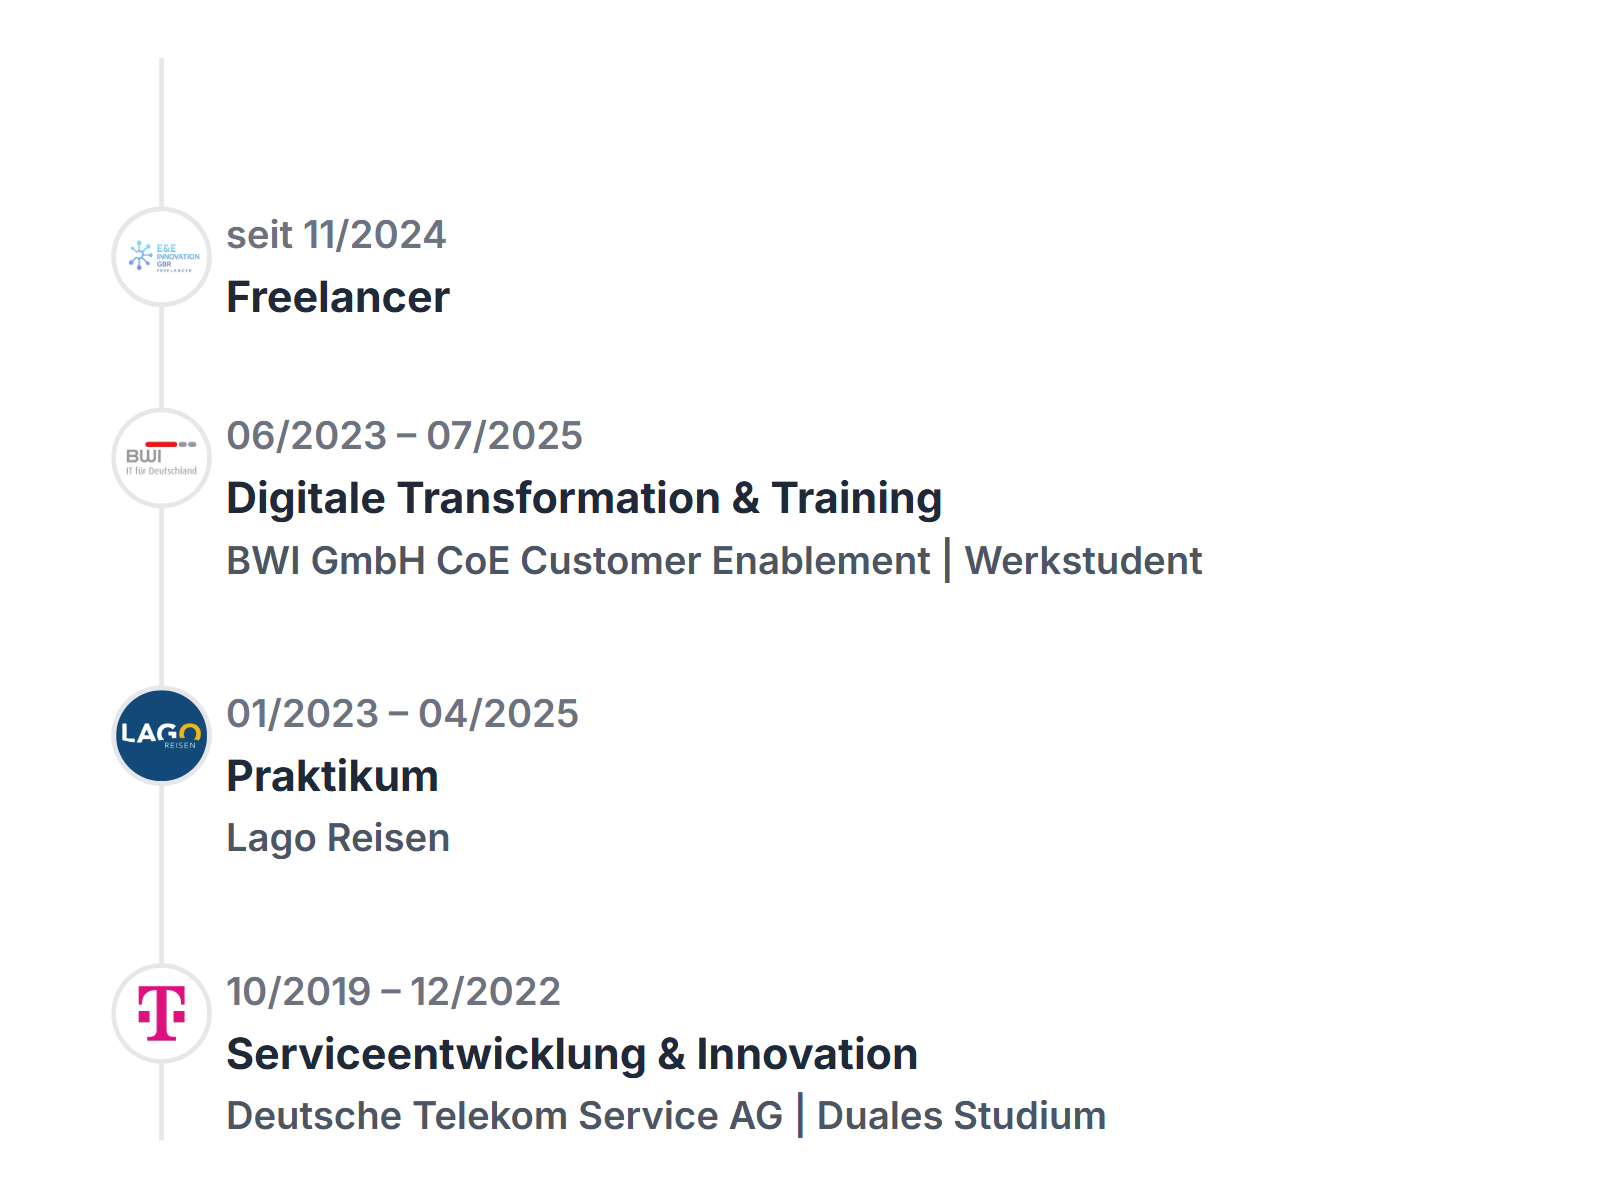 E&E
INNOVATION
GBR
FREELANCER
seit 11/2024
Freelancer
BWI
IT für Deutschland
06/2023 – 07/2025
Digitale Transformation & Training
BWI GmbH CoE Customer Enablement | Werkstudent
LAGO
REISEN
01/2023 – 04/2025
Praktikum
Lago Reisen
T
10/2019 – 12/2022
Serviceentwicklung & Innovation
Deutsche Telekom Service AG | Duales Studium